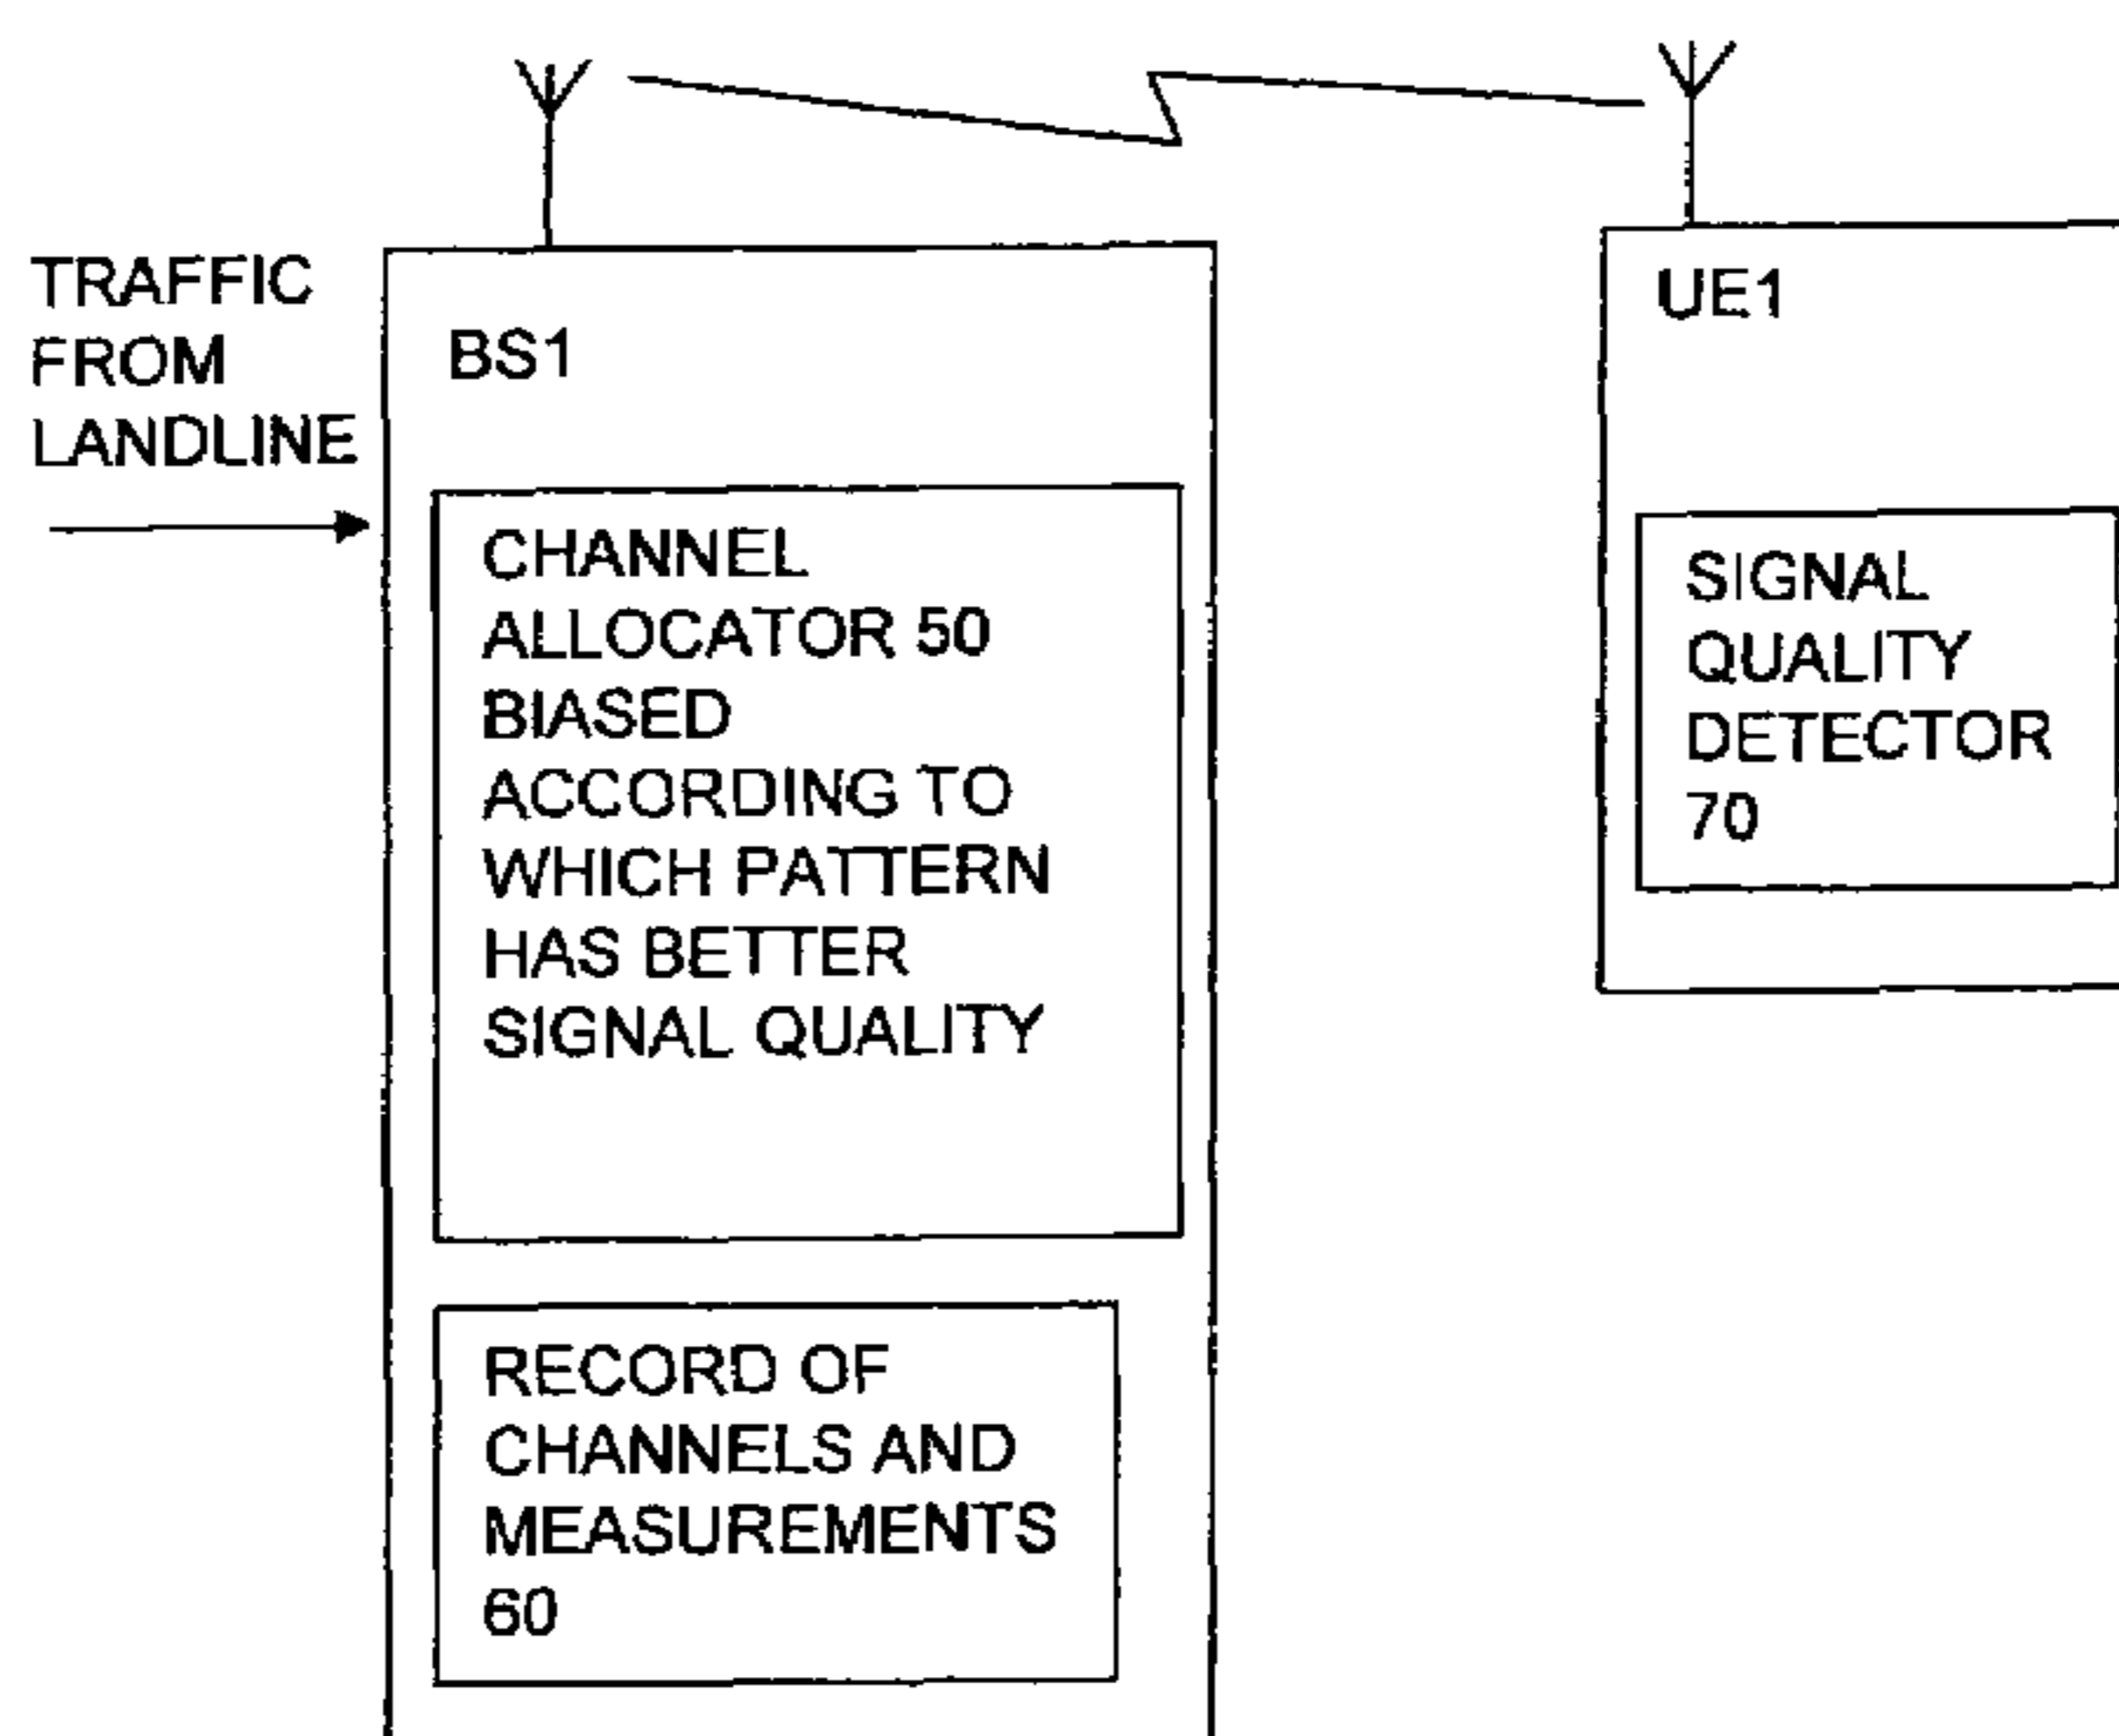 TRAFFIC
FROM
LANDLINE
BS1
CHANNEL
ALLOCATOR 50
BIASED
ACCORDING TO
WHICH PATTERN
HAS BETTER
SIGNAL QUALITY
RECORD OF
CHANNELS AND
MEASUREMENTS
60
UE1
SIGNAL
QUALITY
DETECTOR
70